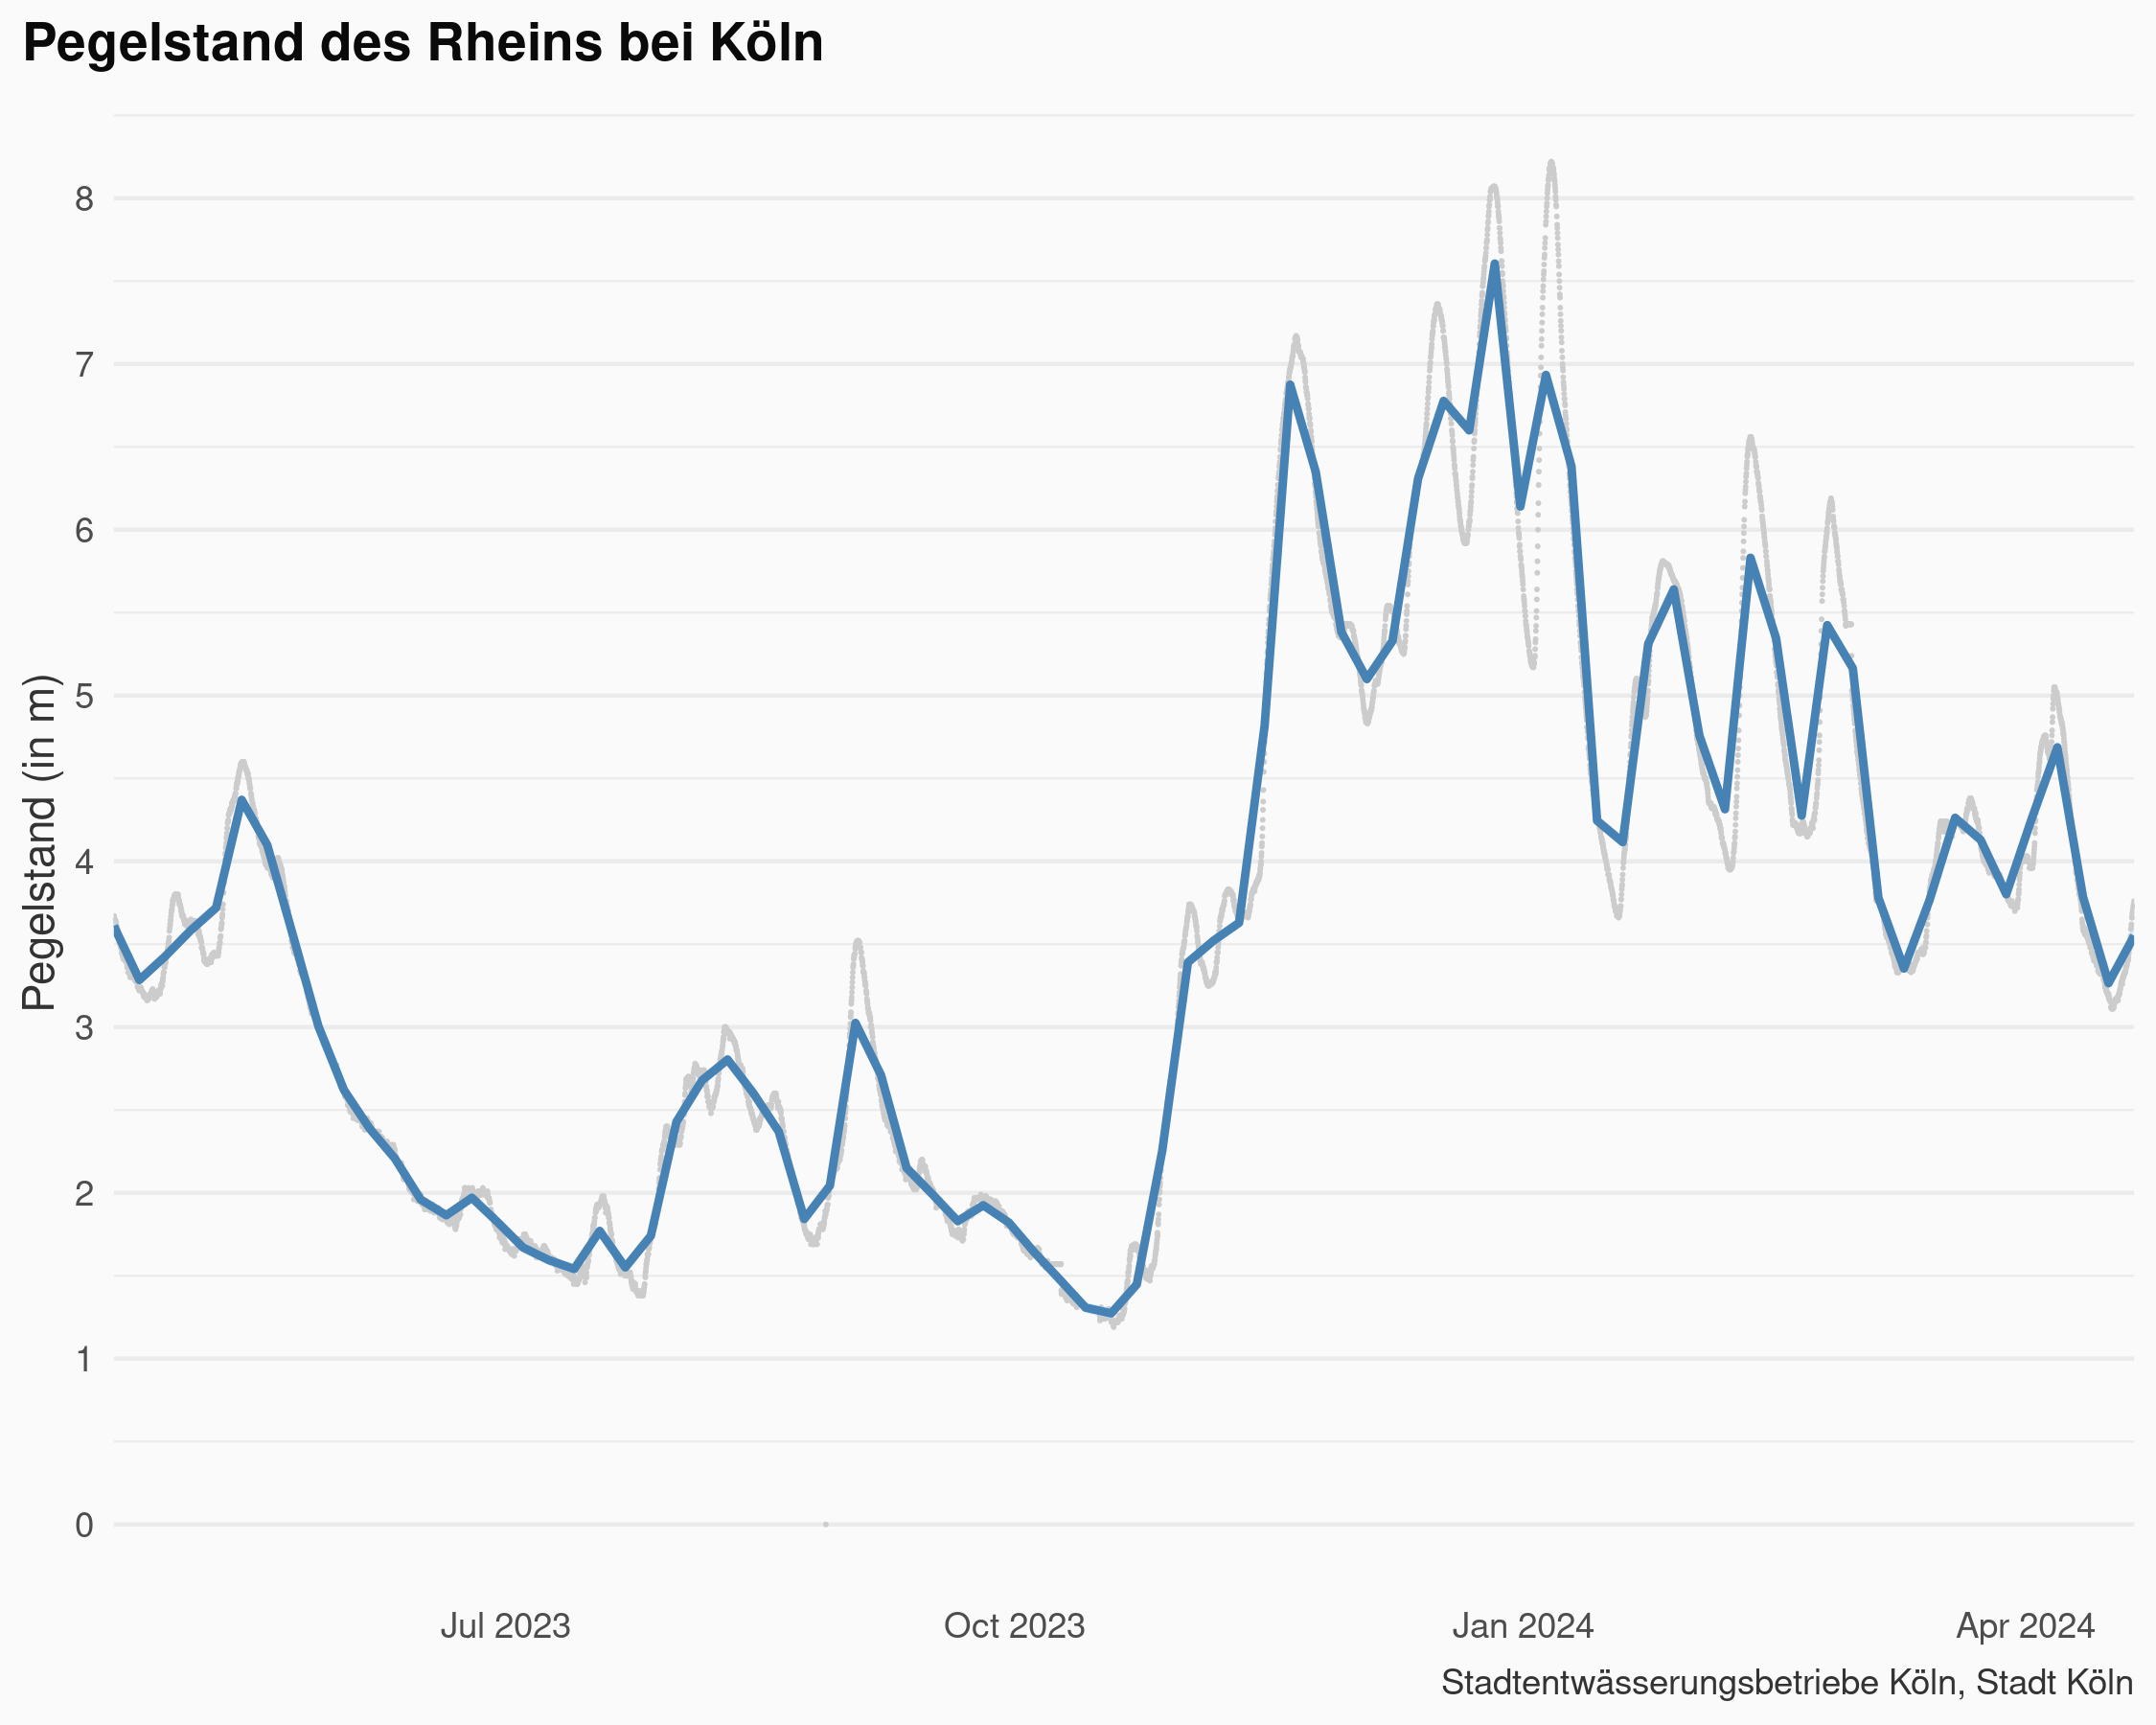 Pegelstand des Rheins bei Köln
Pegelstand (in m)
8
7
6
5
4
3
2
1
0
Jul 2023
Oct 2023
Jan 2024
Apr 2024
Stadtentwässerungsbetriebe Köln, Stadt Köln